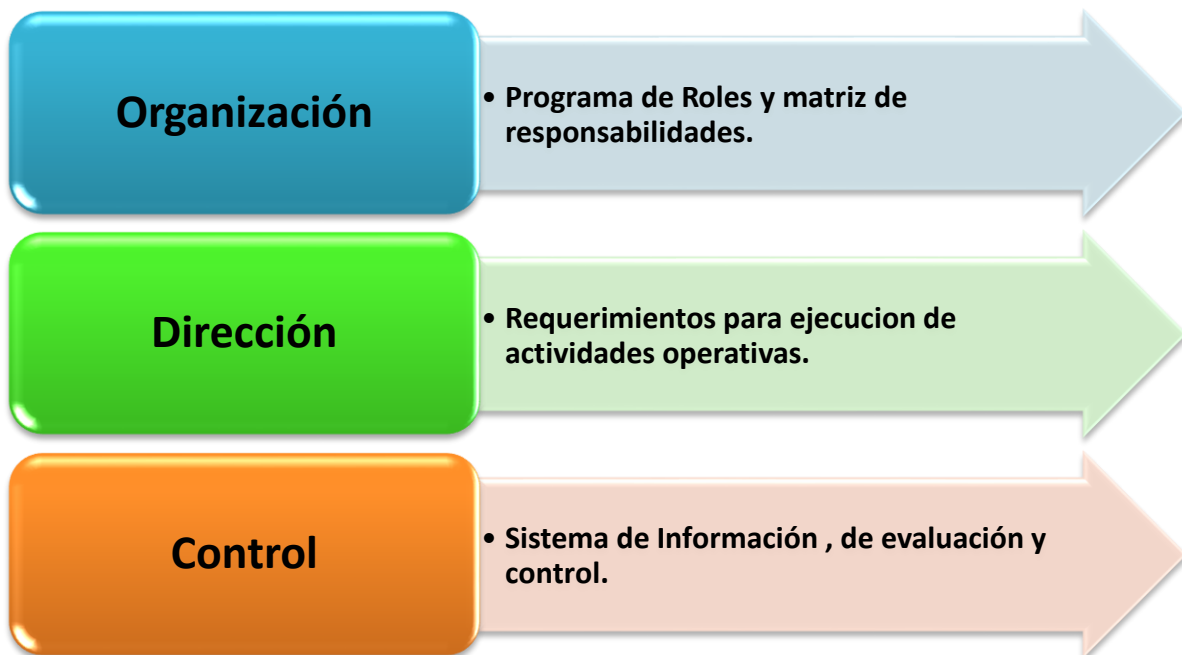 Organización
• Programa de Roles y matriz de
responsabilidades.
Dirección
• Requerimientos para ejecucion de
actividades operativas.
Control
• Sistema de Información , de evaluación y
control.